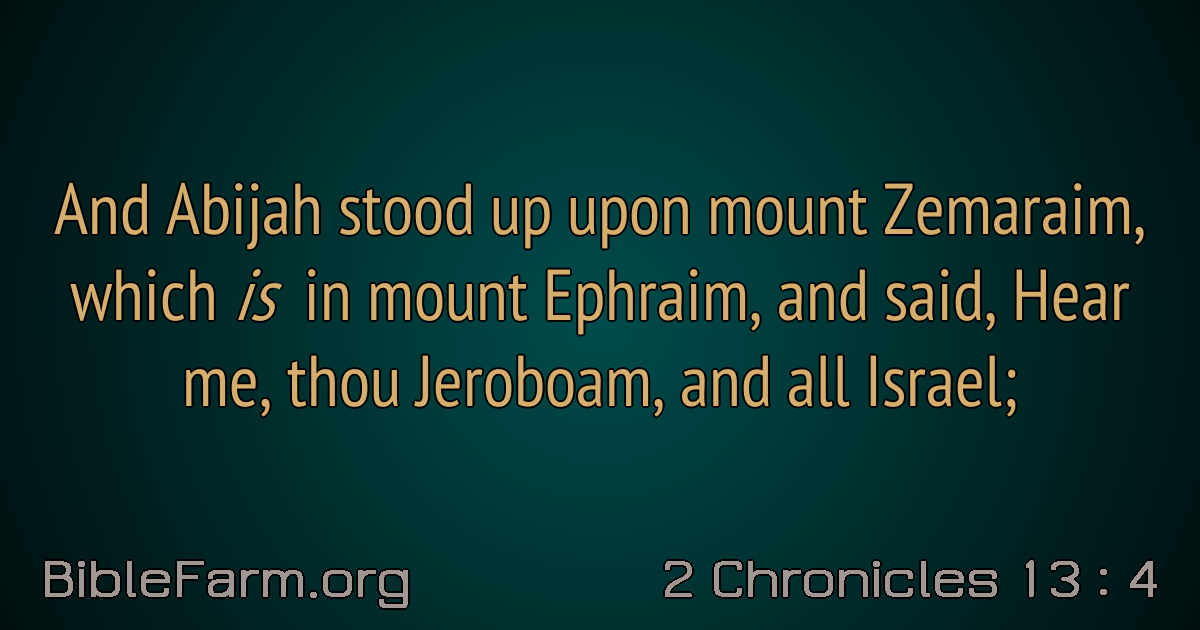 And Abijah stood up upon mount Zemaraim,
which is in mount Ephraim, and said, Hear
me, thou Jeroboam, and all Israel;
BibleFarm.org
2 Chronicles 13 : 4